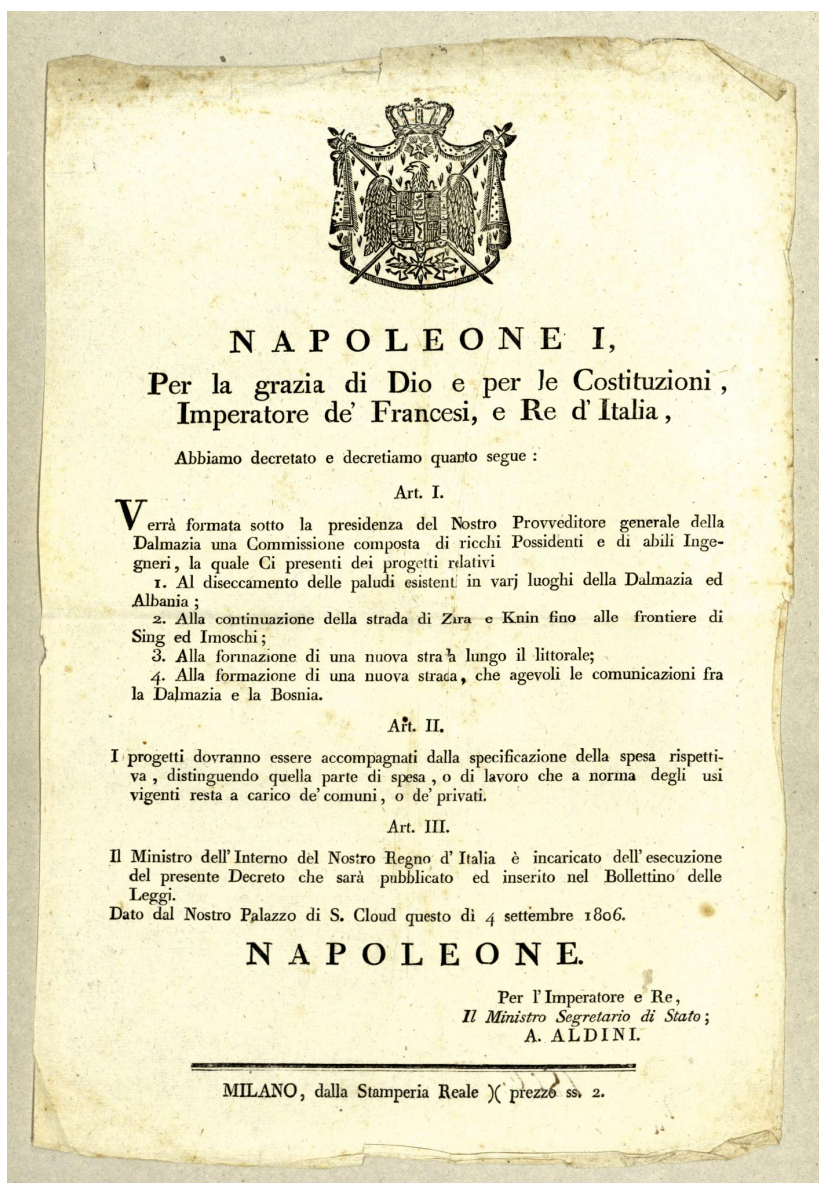 NAPOLEONE I,
Per la grazia di Dio e per le Costituzioni,
Imperatore de' Francesi, e Re d'Italia,
Abbiamo decretato e decretiamo quanto segue:
Art. I.
Verrà formata sotto la presidenza del Nostro Provveditore generale della
Dalmazia una Commissione composta di ricchi Possidenti e di abili Inge-
gneri, la quale Ci presenti dei progetti relativi
1. Al diseccamento delle paludi esistenti in varj luoghi della Dalmazia ed
Albania;
2. Alla continuazione della strada di Zara e Knin fino alle frontiere di
Sing ed Imoschi;
3. Alla formazione di una nuova strada lungo il littorale;
4. Alla formazione di una nuova strada, che agevoli le comunicazioni fra
la Dalmazia e la Bosnia.
Art. II.
I progetti dovranno essere accompagnati dalla specificazione della spesa rispetti-
va, distinguendo quella parte di spesa, o di lavoro che a norma degli usi
vigenti resta a carico de' comuni, o de' privati.
Art. III.
Il Ministro dell'Interno del Nostro Regno d'Italia è incaricato dell'esecuzione
del presente Decreto che sarà pubblicato ed inserito nel Bollettino delle
Leggi.
Dato dal Nostro Palazzo di S. Cloud questo dì 4 settembre 1806.
NAPOLEONE.
Per l'Imperatore e Re,
Il Ministro Segretario di Stato;
A. ALDINI.
MILANO, dalla Stamperia Reale )( prezzo ss. 2.